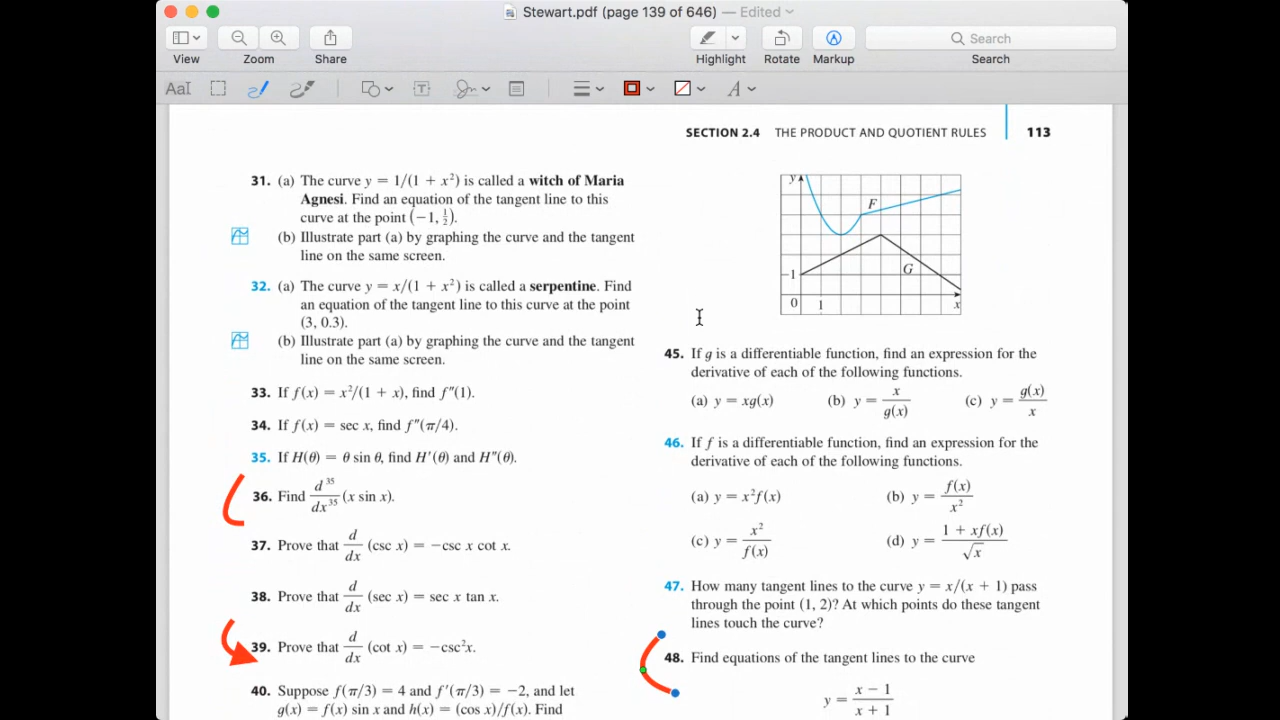 Stewart.pdf (page 139 of 646) — Edited
View Zoom Share Highlight Rotate Markup Search
Search
AaI T A
SECTION 2.4 THE PRODUCT AND QUOTIENT RULES 113
31. (a) The curve y = 1/(1 + x²) is called a witch of Maria
Agnesi. Find an equation of the tangent line to this
curve at the point (−1, ½).
(b) Illustrate part (a) by graphing the curve and the tangent
line on the same screen.
32. (a) The curve y = x/(1 + x²) is called a serpentine. Find
an equation of the tangent line to this curve at the point
(3, 0.3).
(b) Illustrate part (a) by graphing the curve and the tangent
line on the same screen.
33. If f(x) = x²/(1 + x), find f″(1).
34. If f(x) = sec x, find f″(π/4).
35. If H(θ) = θ sin θ, find H′(θ) and H″(θ).
36. Find d³⁵/dx³⁵ (x sin x).
37. Prove that d/dx (csc x) = −csc x cot x.
38. Prove that d/dx (sec x) = sec x tan x.
39. Prove that d/dx (cot x) = −csc²x.
40. Suppose f(π/3) = 4 and f′(π/3) = −2, and let
g(x) = f(x) sin x and h(x) = (cos x)/f(x). Find
y
F
G
1
0 1 x
45. If g is a differentiable function, find an expression for the
derivative of each of the following functions.
(a) y = xg(x) (b) y = x/g(x) (c) y = g(x)/x
46. If f is a differentiable function, find an expression for the
derivative of each of the following functions.
(a) y = x²f(x) (b) y = f(x)/x²
(c) y = x²/f(x) (d) y = (1 + xf(x))/√x
47. How many tangent lines to the curve y = x/(x + 1) pass
through the point (1, 2)? At which points do these tangent
lines touch the curve?
48. Find equations of the tangent lines to the curve
y = (x − 1)/(x + 1)